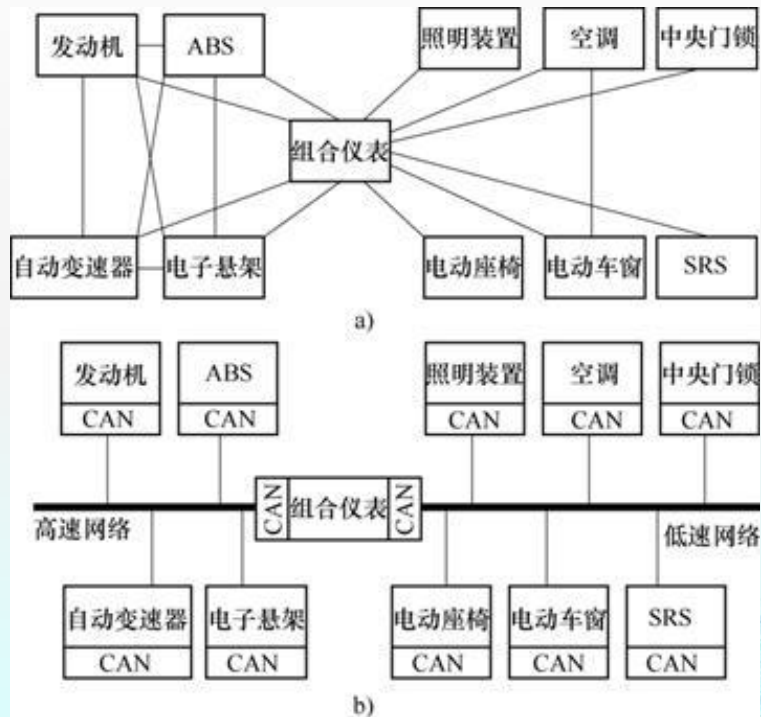 发动机
ABS
照明装置
空调
中央门锁
组合仪表
自动变速器
电子悬架
电动座椅
电动车窗
SRS
a)
发动机
CAN
ABS
CAN
照明装置
CAN
空调
CAN
中央门锁
CAN
CAN
组合仪表
CAN
高速网络
低速网络
自动变速器
CAN
电子悬架
CAN
电动座椅
CAN
电动车窗
CAN
SRS
CAN
b)